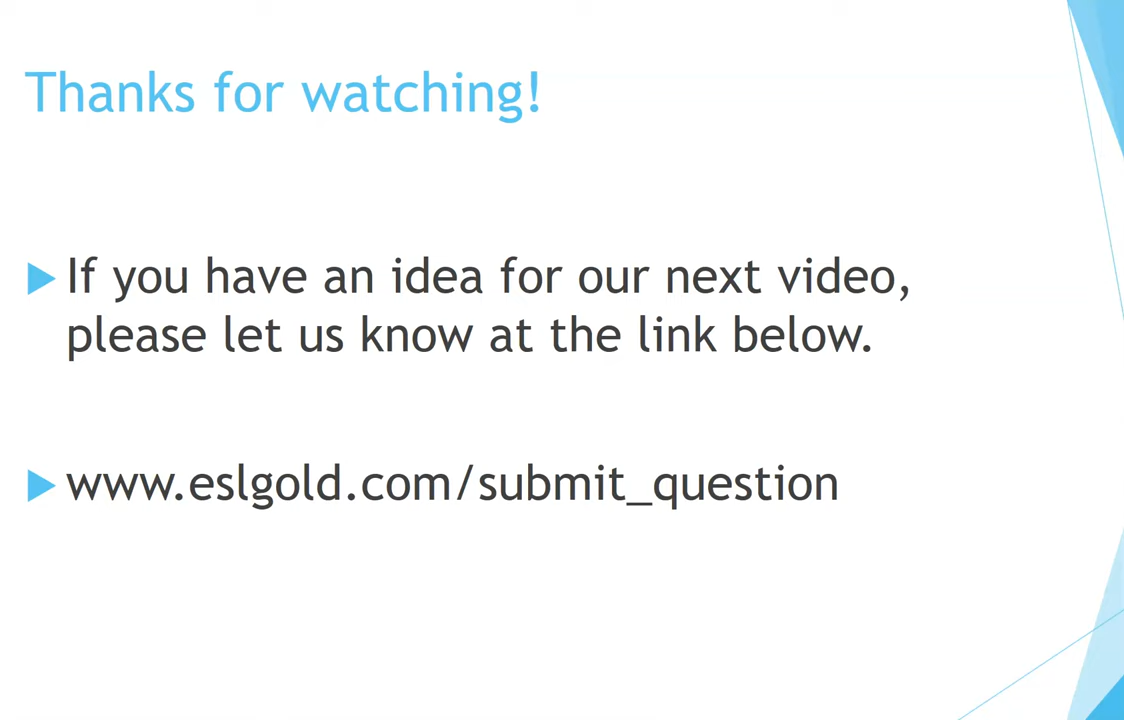 Thanks for watching!
If you have an idea for our next video,
please let us know at the link below.
www.eslgold.com/submit_question